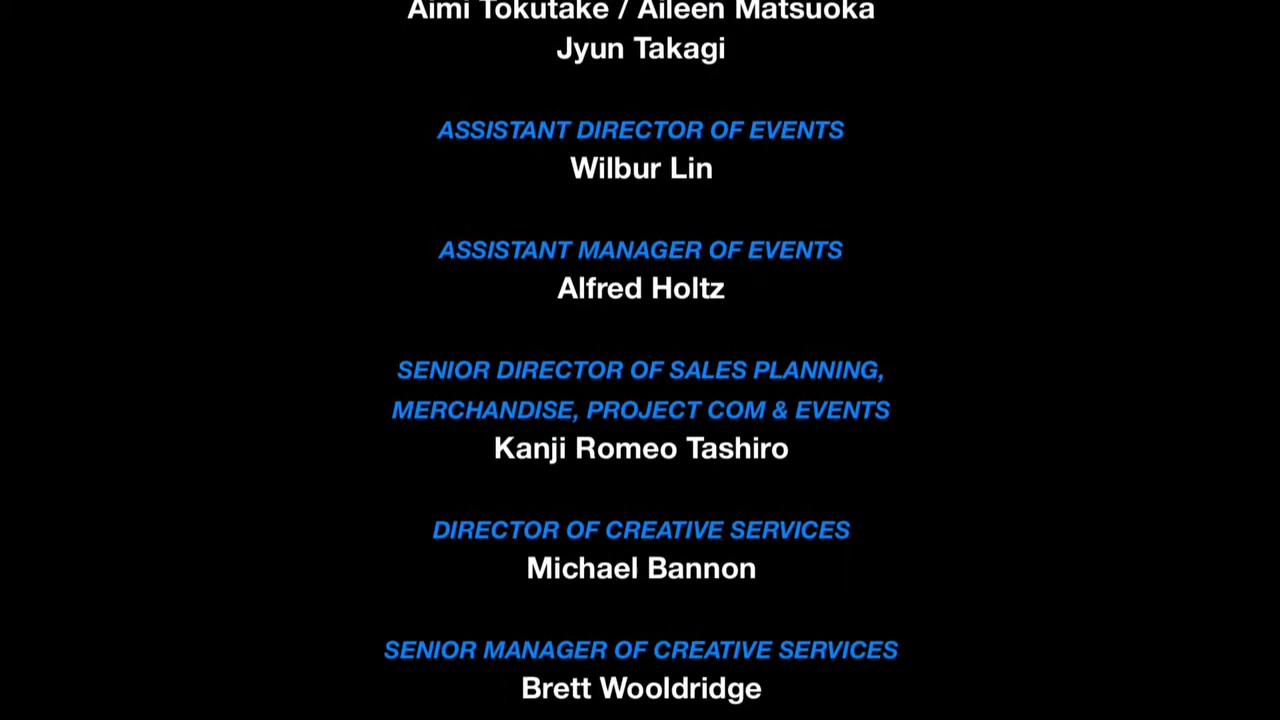 Aimi Tokutake / Aileen Matsuoka
Jyun Takagi
ASSISTANT DIRECTOR OF EVENTS
Wilbur Lin
ASSISTANT MANAGER OF EVENTS
Alfred Holtz
SENIOR DIRECTOR OF SALES PLANNING,
MERCHANDISE, PROJECT COM & EVENTS
Kanji Romeo Tashiro
DIRECTOR OF CREATIVE SERVICES
Michael Bannon
SENIOR MANAGER OF CREATIVE SERVICES
Brett Wooldridge